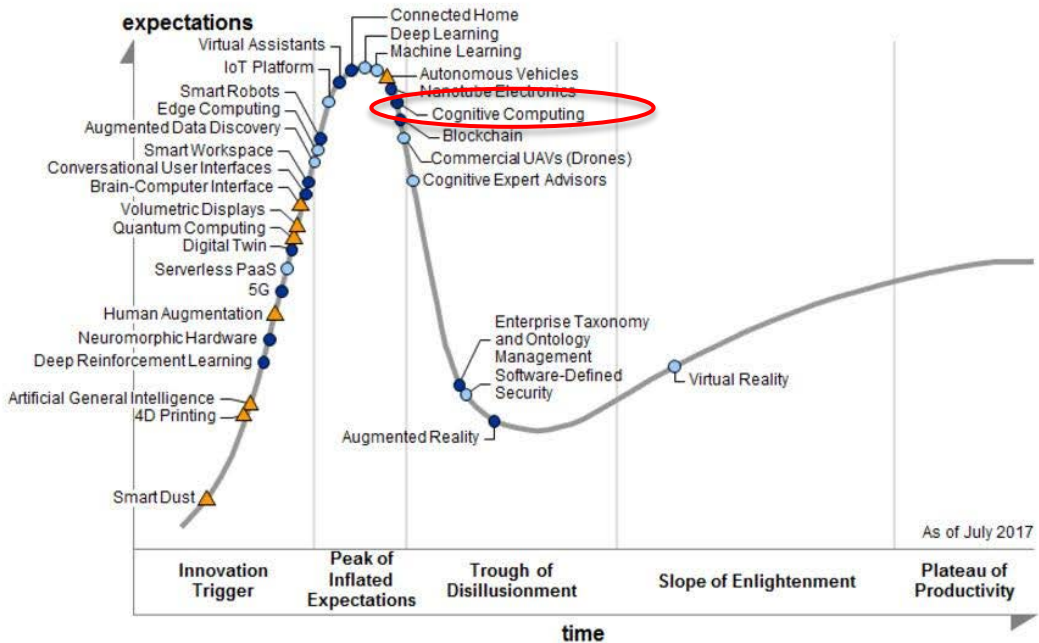 expectations
Connected Home
Deep Learning
Machine Learning
Virtual Assistants
IoT Platform
Autonomous Vehicles
Nanotube Electronics
Smart Robots
Edge Computing
Cognitive Computing
Augmented Data Discovery
Blockchain
Smart Workspace
Commercial UAVs (Drones)
Conversational User Interfaces
Cognitive Expert Advisors
Brain-Computer Interface
Volumetric Displays
Quantum Computing
Digital Twin
Serverless PaaS
5G
Human Augmentation
Neuromorphic Hardware
Deep Reinforcement Learning
Artificial General Intelligence
4D Printing
Smart Dust
Enterprise Taxonomy
and Ontology
Management
Software-Defined
Security
Augmented Reality
Virtual Reality
As of July 2017
Innovation
Trigger
Peak of
Inflated
Expectations
Trough of
Disillusionment
Slope of Enlightenment
Plateau of
Productivity
time